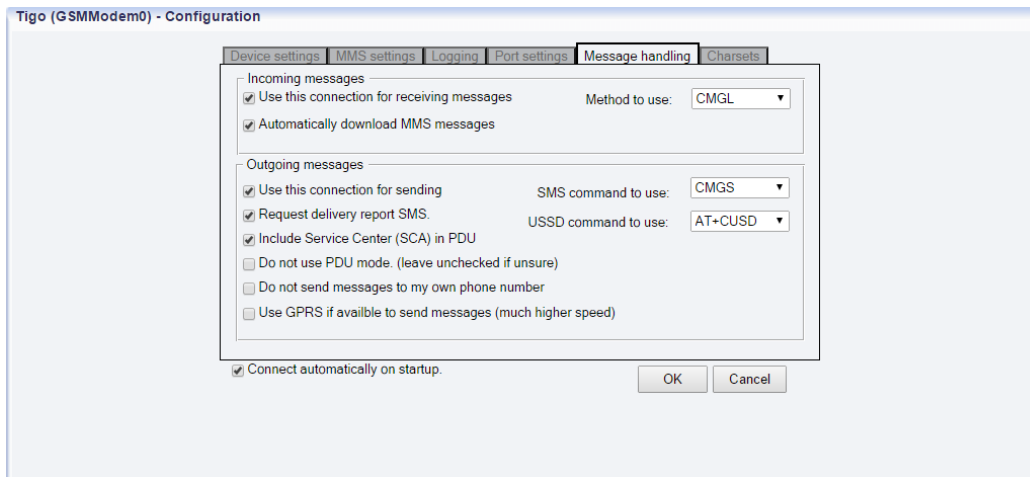 Tigo (GSMModem0) - Configuration
Device settings MMS settings Logging Port settings Message handling Charsets
Incoming messages
Use this connection for receiving messages Method to use: CMGL
Automatically download MMS messages
Outgoing messages
Use this connection for sending SMS command to use: CMGS
Request delivery report SMS. USSD command to use: AT+CUSD
Include Service Center (SCA) in PDU
Do not use PDU mode. (leave unchecked if unsure)
Do not send messages to my own phone number
Use GPRS if availble to send messages (much higher speed)
Connect automatically on startup.
OK Cancel